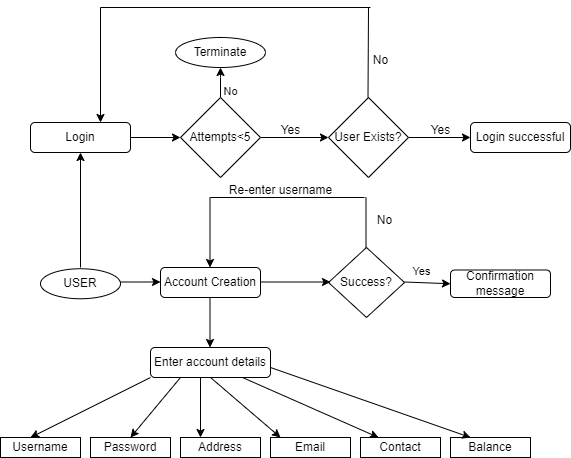 No
Terminate
No
Login
Attempts<5
Yes
User Exists?
Yes
Login successful
Re-enter username
No
USER
Account Creation
Success?
Yes
Confirmation
message
Enter account details
Username
Password
Address
Email
Contact
Balance